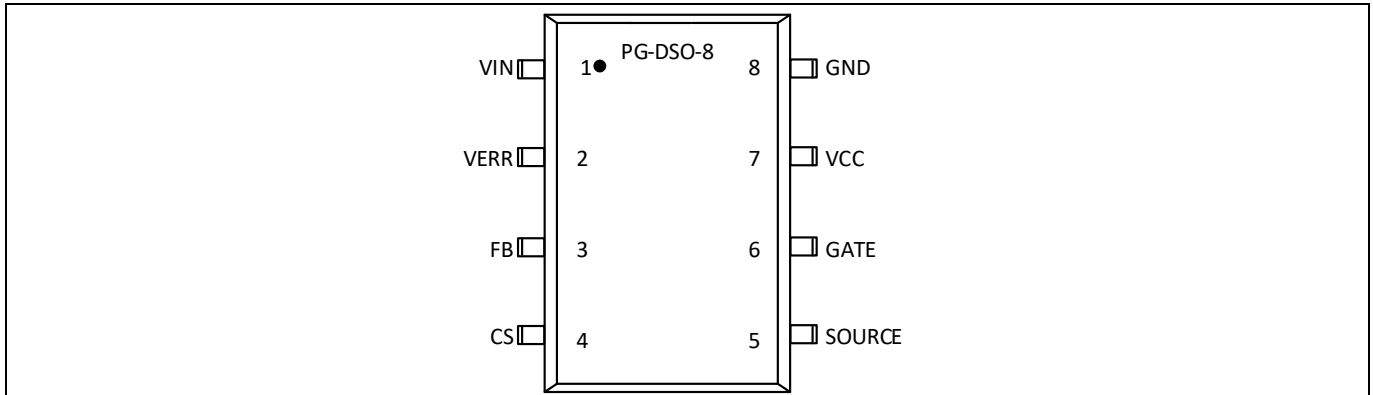 PG-DSO-8
VIN 1 8 GND
VERR 2 7 VCC
FB 3 6 GATE
CS 4 5 SOURCE